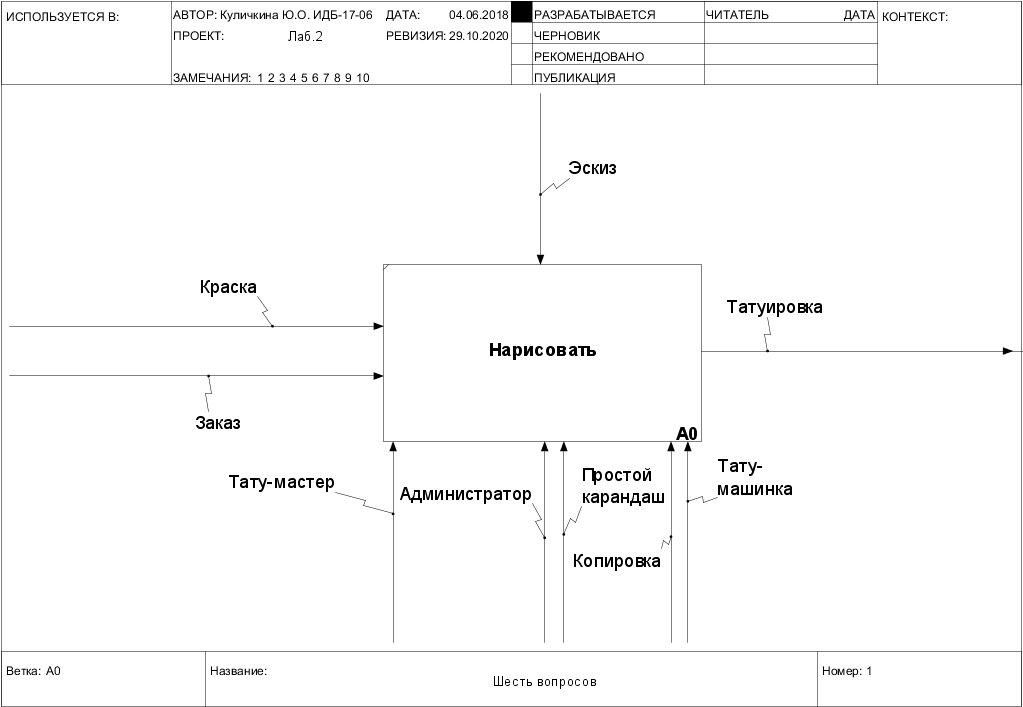 ИСПОЛЬЗУЕТСЯ В:
АВТОР: Куличкина Ю.О. ИДБ-17-06 ДАТА: 04.06.2018
ПРОЕКТ: Лаб.2 РЕВИЗИЯ: 29.10.2020
ЗАМЕЧАНИЯ: 1 2 3 4 5 6 7 8 9 10
РАЗРАБАТЫВАЕТСЯ
ЧЕРНОВИК
РЕКОМЕНДОВАНО
ПУБЛИКАЦИЯ
ЧИТАТЕЛЬ ДАТА
КОНТЕКСТ:
Эскиз
Краска
Татуировка
Нарисовать
Заказ
A0
Тату-мастер
Администратор
Простой
карандаш
Тату-
машинка
Копировка
Ветка: A0
Название:
Шесть вопросов
Номер: 1